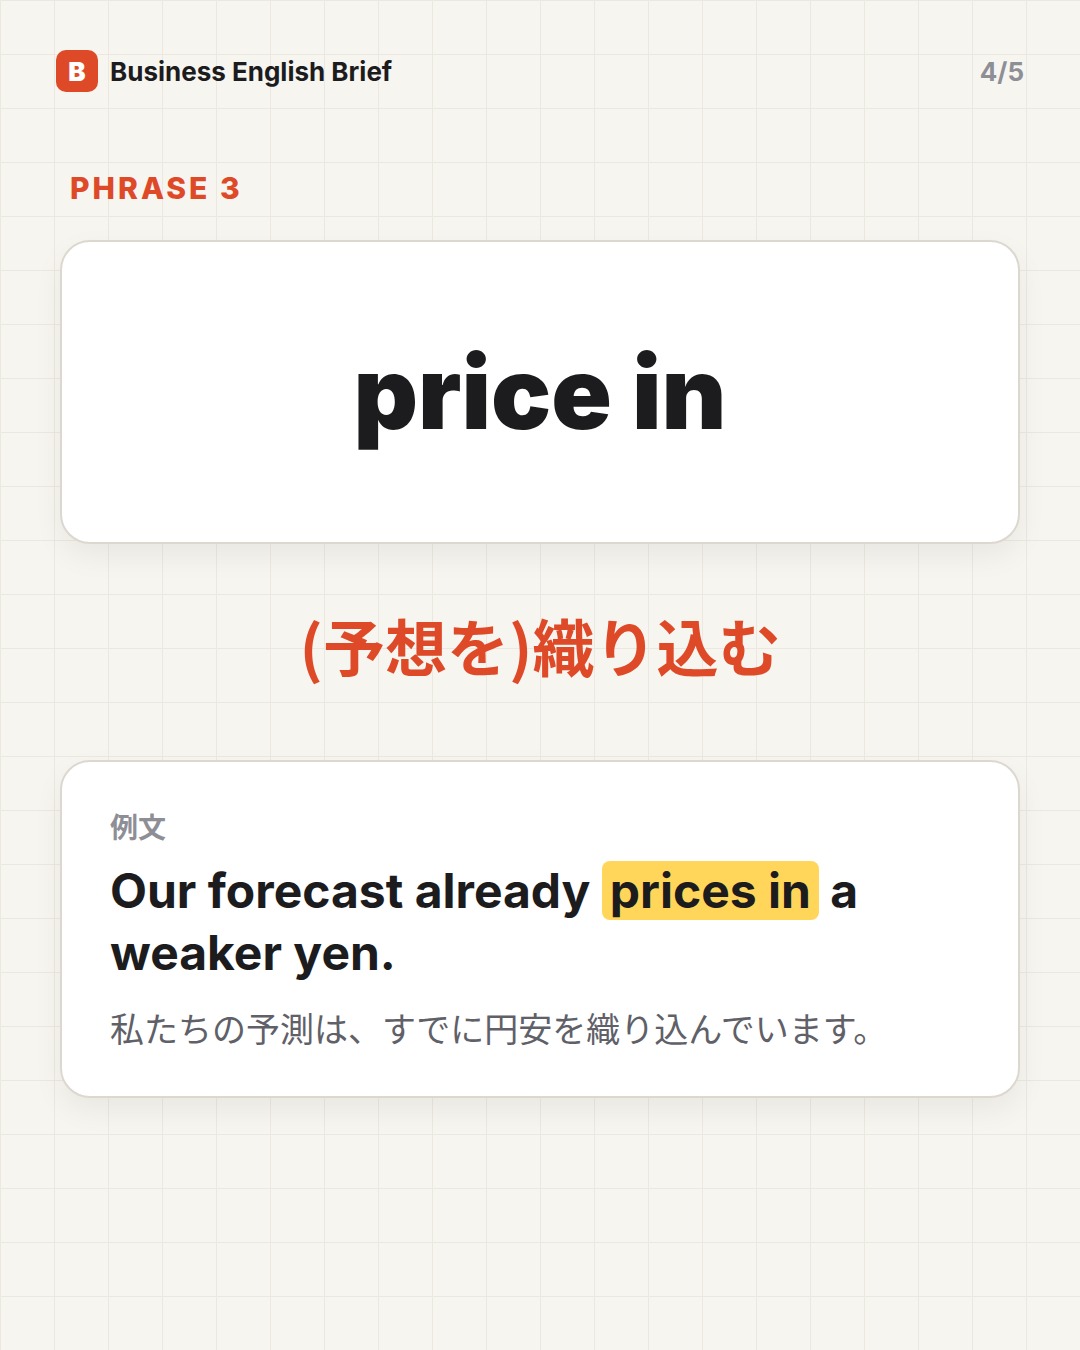 B Business English Brief 4/5
PHRASE 3
price in
(予想を)織り込む
例文
Our forecast already prices in a
weaker yen.
私たちの予測は、すでに円安を織り込んでいます。